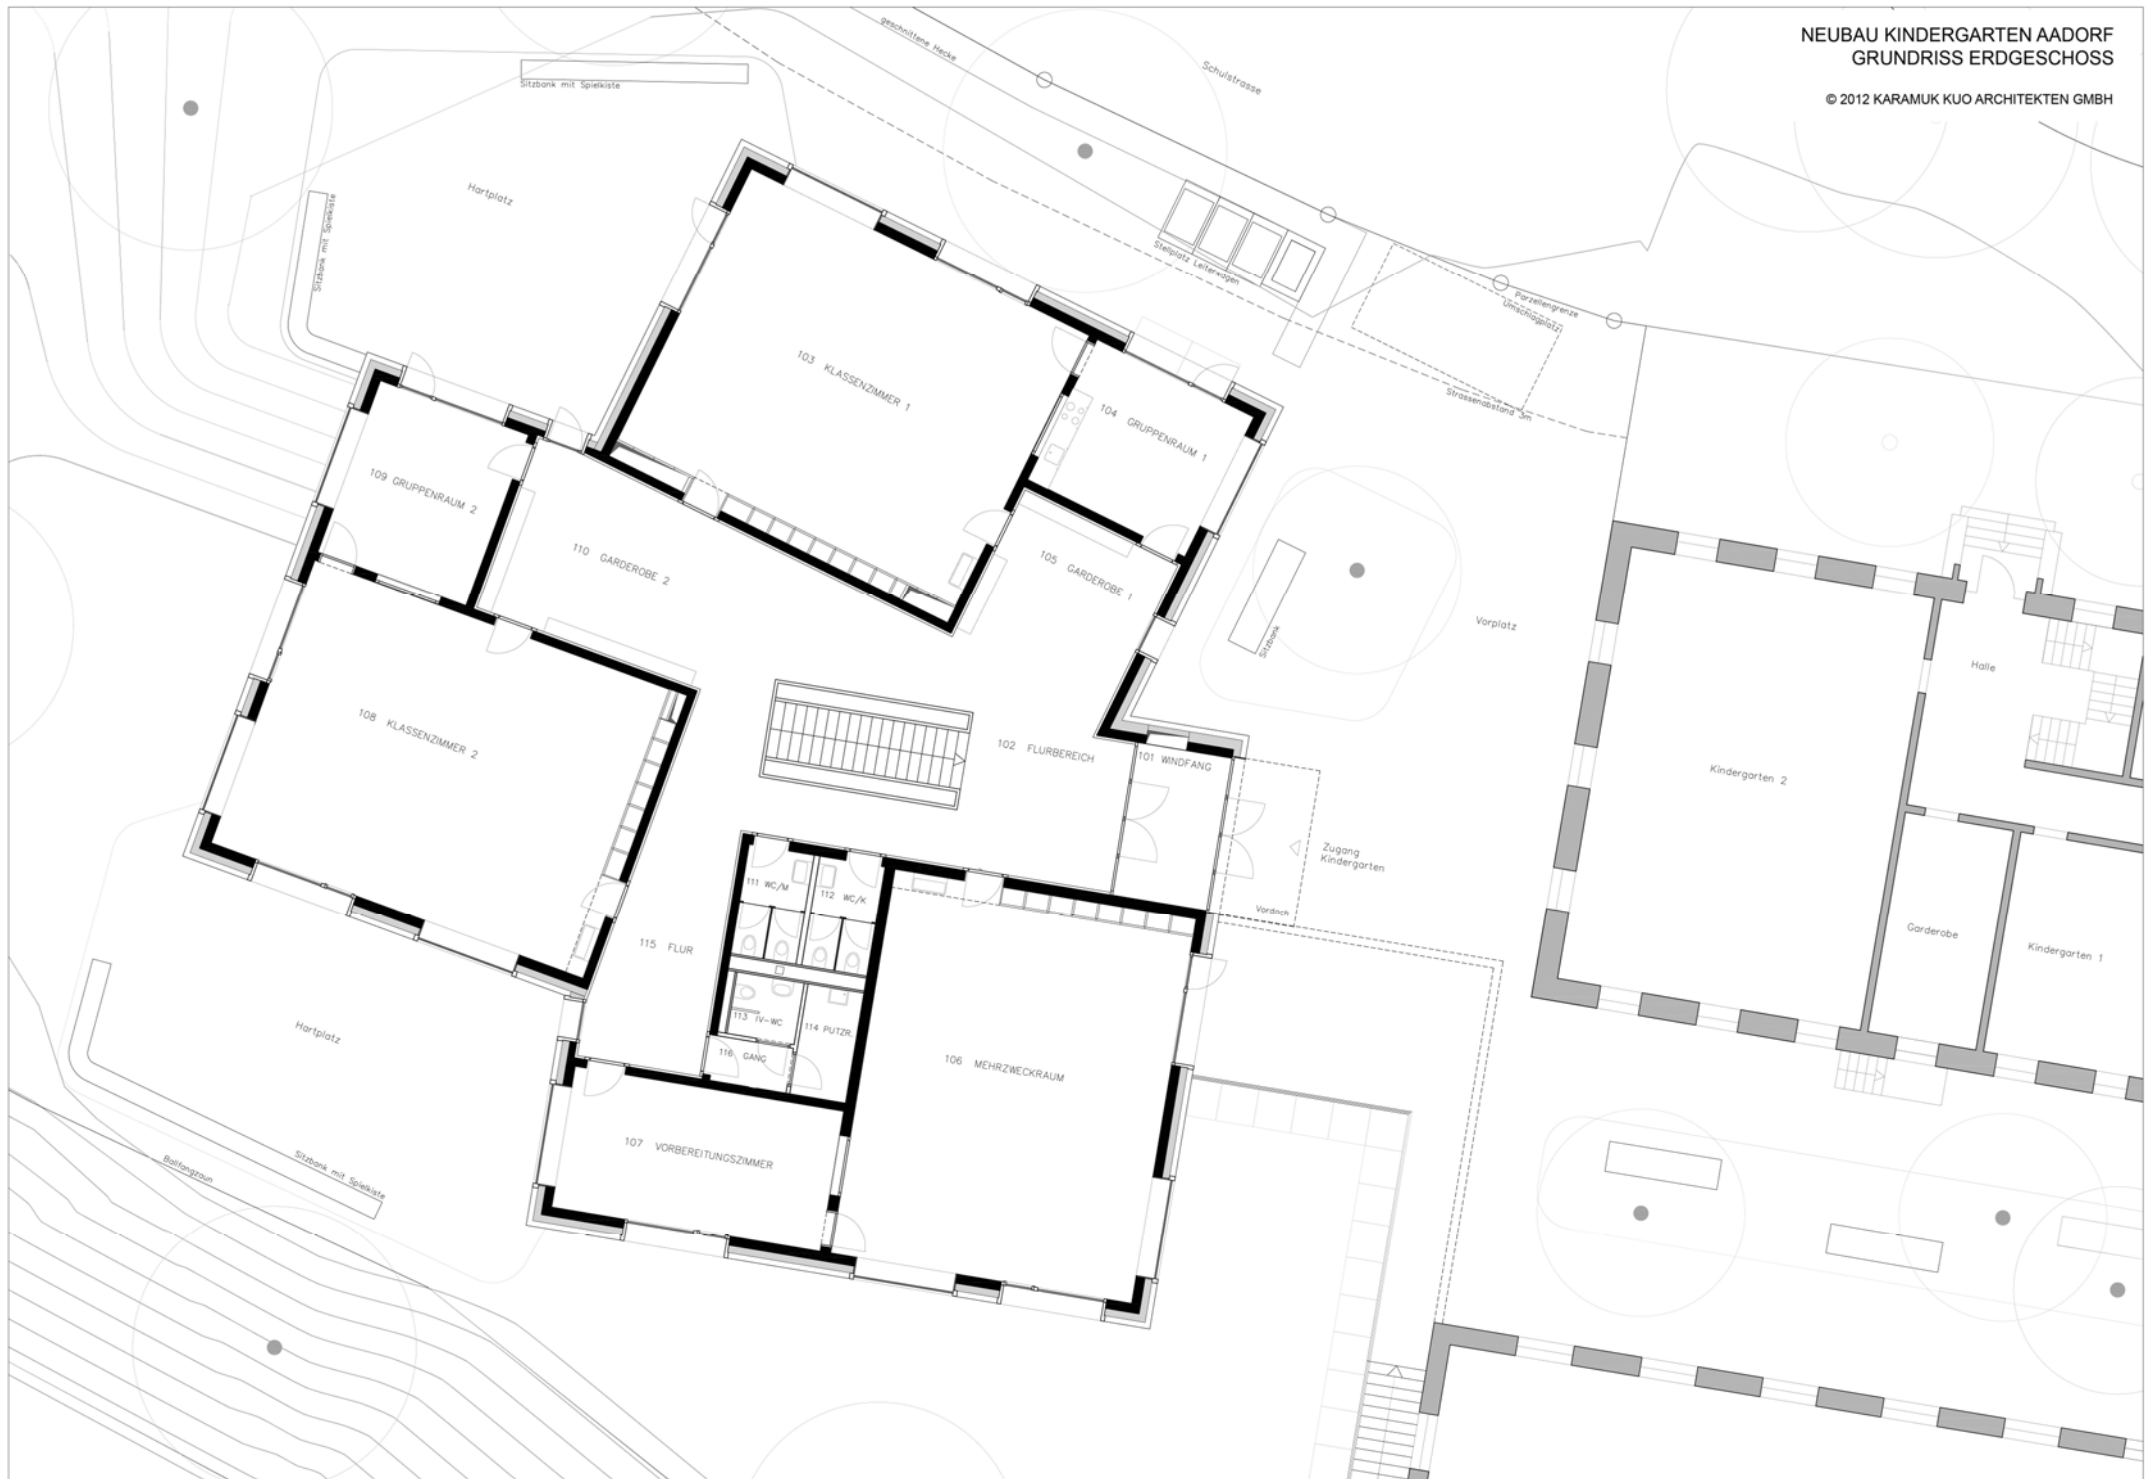 NEUBAU KINDERGARTEN AADORF
GRUNDRISS ERDGESCHOSS
© 2012 KARAMUK KUO ARCHITEKTEN GMBH
geschnittene Hecke
Schulstrasse
Sitzbank mit Spielkiste
Hartplatz
Sitzbank mit Spielkiste
Stellplatz Leiterwagen
Parzellengrenze
Umschlagplatz
Strassenabstand 3m
103 KLASSENZIMMER 1
104 GRUPPENRAUM 1
109 GRUPPENRAUM 2
110 GARDEROBE 2
105 GARDEROBE 1
Sitzbank
Vorplatz
Halle
108 KLASSENZIMMER 2
102 FLURBEREICH
101 WINDFANG
Kindergarten 2
Zugang
Kindergarten
111 WC/M
112 WC/K
Vordach
115 FLUR
Garderobe
Kindergarten 1
113 IV-WC
114 PUTZR.
116 GANG
106 MEHRZWECKRAUM
Hartplatz
107 VORBEREITUNGSZIMMER
Ballfangzaun
Sitzbank mit Spielkiste